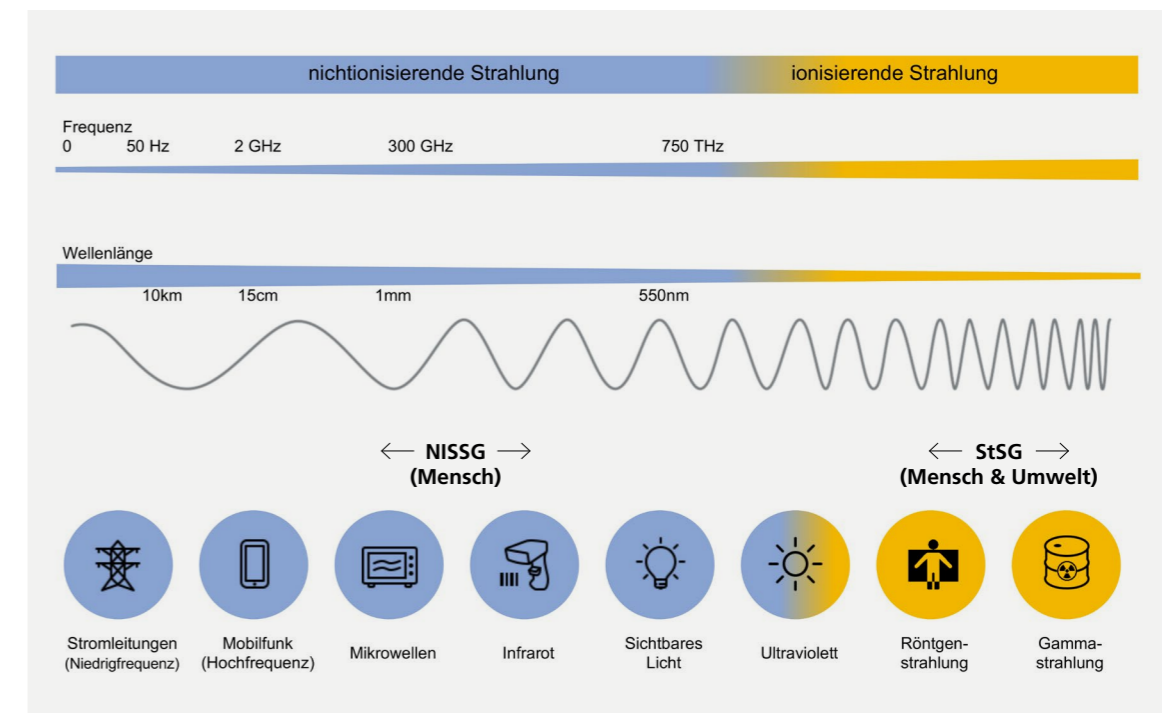 nichtionisierende Strahlung
ionisierende Strahlung
Frequenz
0 50 Hz 2 GHz 300 GHz 750 THz
Wellenlänge
10km 15cm 1mm 550nm
NISSG
(Mensch)
StSG
(Mensch & Umwelt)
Stromleitungen
(Niedrigfrequenz)
Mobilfunk
(Hochfrequenz)
Mikrowellen
Infrarot
Sichtbares
Licht
Ultraviolett
Röntgen-
strahlung
Gamma-
strahlung